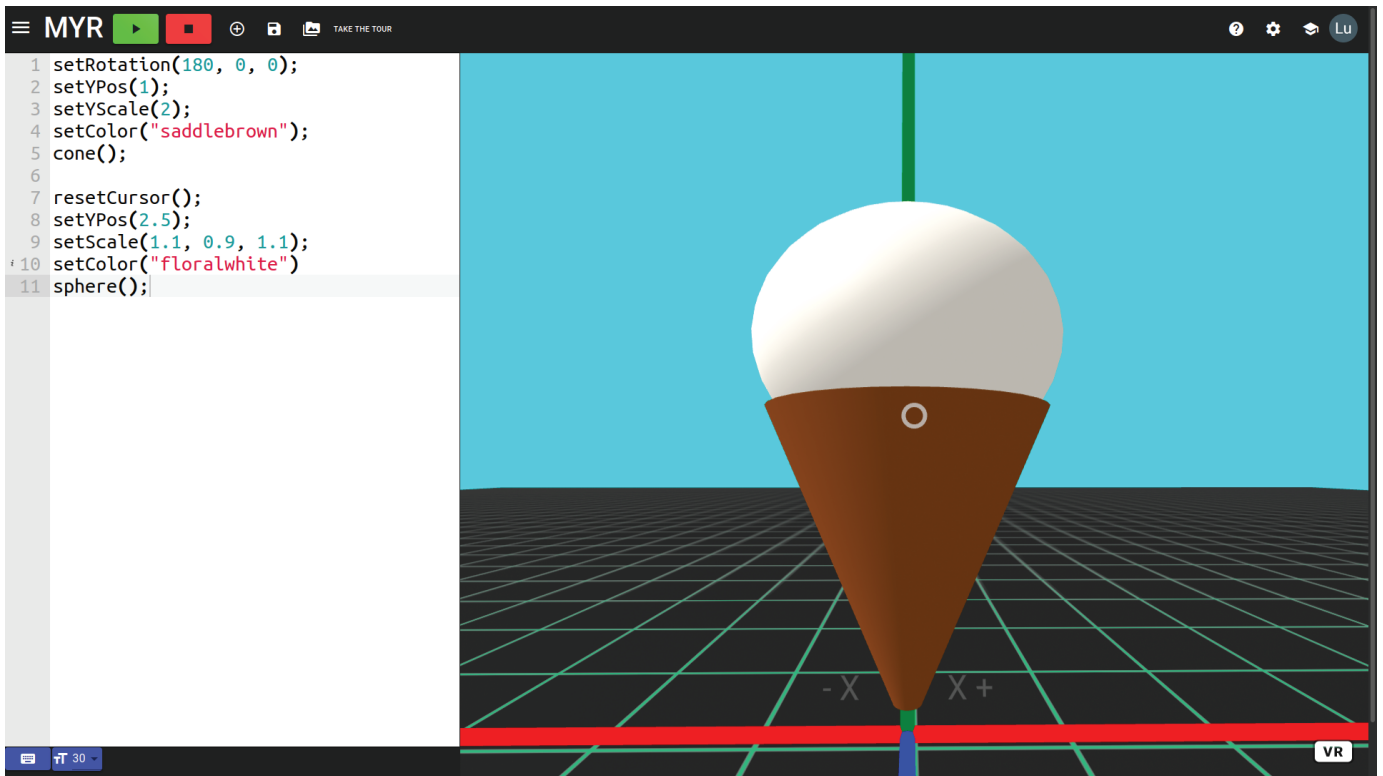 MYR TAKE THE TOUR Lu
1 setRotation(180, 0, 0);
2 setYPos(1);
3 setYScale(2);
4 setColor("saddlebrown");
5 cone();
6
7 resetCursor();
8 setYPos(2.5);
9 setScale(1.1, 0.9, 1.1);
i 10 setColor("floralwhite")
11 sphere();
-X X+
VR
TT 30